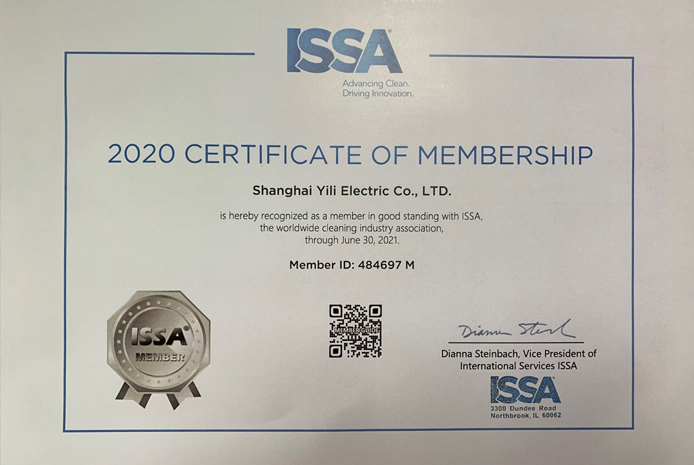 ISSA®
Advancing Clean.
Driving Innovation.
2020 CERTIFICATE OF MEMBERSHIP
Shanghai Yili Electric Co., LTD.
is hereby recognized as a member in good standing with ISSA,
the worldwide cleaning industry association,
through June 30, 2021.
Member ID: 484697 M
ISSA®
MEMBER
MEMBER CODE
Dianna Steinbach, Vice President of
International Services ISSA
ISSA
3300 Dundee Road
Northbrook, IL 60062